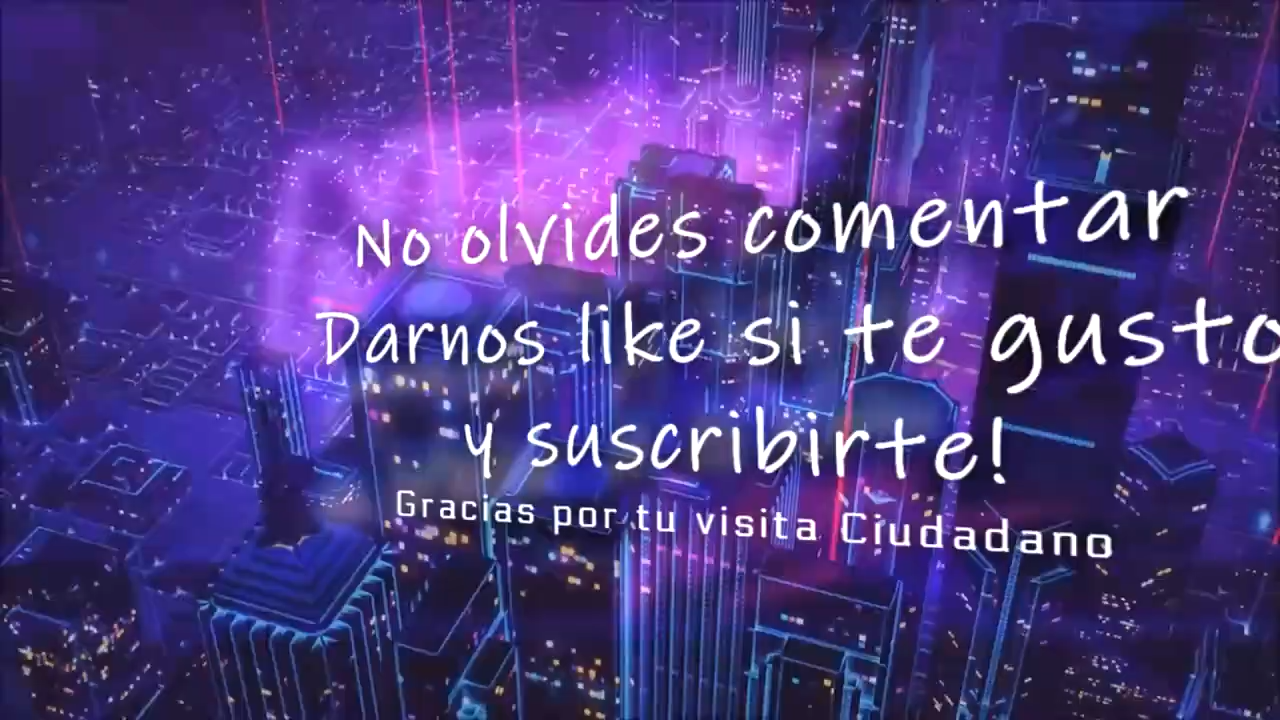 No olvides comentar
Darnos like si te gusto
y suscribirte!
Gracias por tu visita Ciudadano